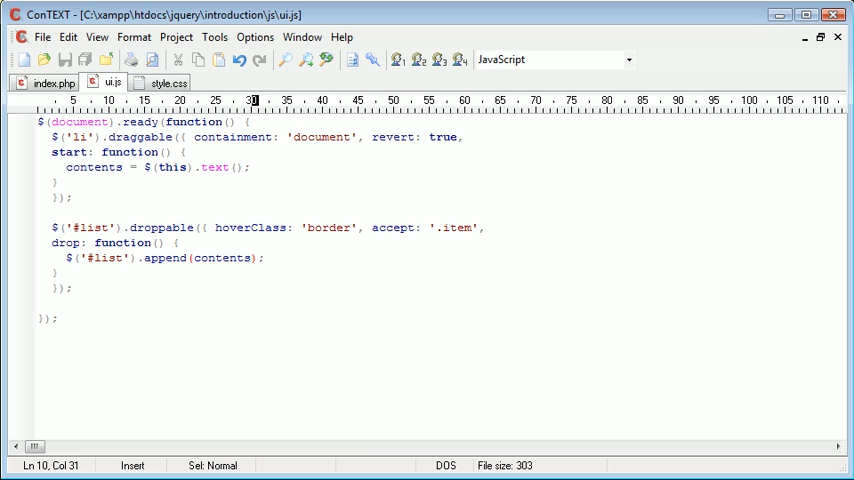 ConTEXT - [C:\xampp\htdocs\jquery\introduction\js\ui.js]
File Edit View Format Project Tools Options Window Help
1 2 3 4 JavaScript
index.php ui.js style.css
5 10 15 20 25 30 35 40 45 50 55 60 65 70 75 80 85 90 95 100 105 110
$(document).ready(function() {
$('li').draggable({ containment: 'document', revert: true,
start: function() {
contents = $(this).text();
}
});
$('#list').droppable({ hoverClass: 'border', accept: '.item',
drop: function() {
$('#list').append(contents);
}
});
});
Ln 10, Col 31 Insert Sel: Normal DOS File size: 303